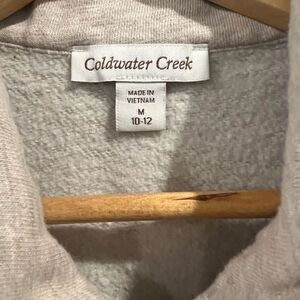 Coldwater Creek
MADE IN
VIETNAM
M
10-12